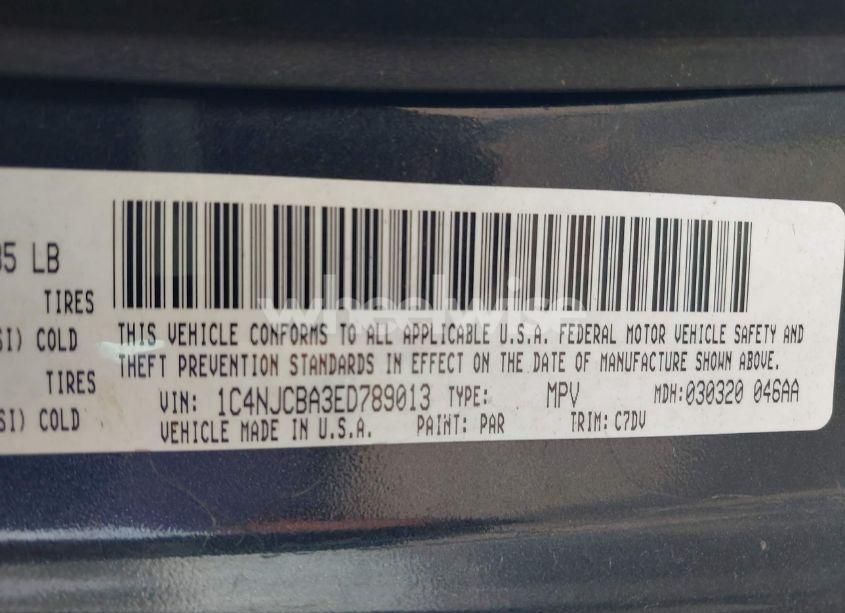 05 LB
TIRES
SI) COLD
TIRES
SI) COLD
wheelwise
THIS VEHICLE CONFORMS TO ALL APPLICABLE U.S.A. FEDERAL MOTOR VEHICLE SAFETY AND
THEFT PREVENTION STANDARDS IN EFFECT ON THE DATE OF MANUFACTURE SHOWN ABOVE.
VIN: 1C4NJCBA3ED789013 TYPE: MPV MDH:030320 046AA
VEHICLE MADE IN U.S.A. PAINT: PAR TRIM: C7DV